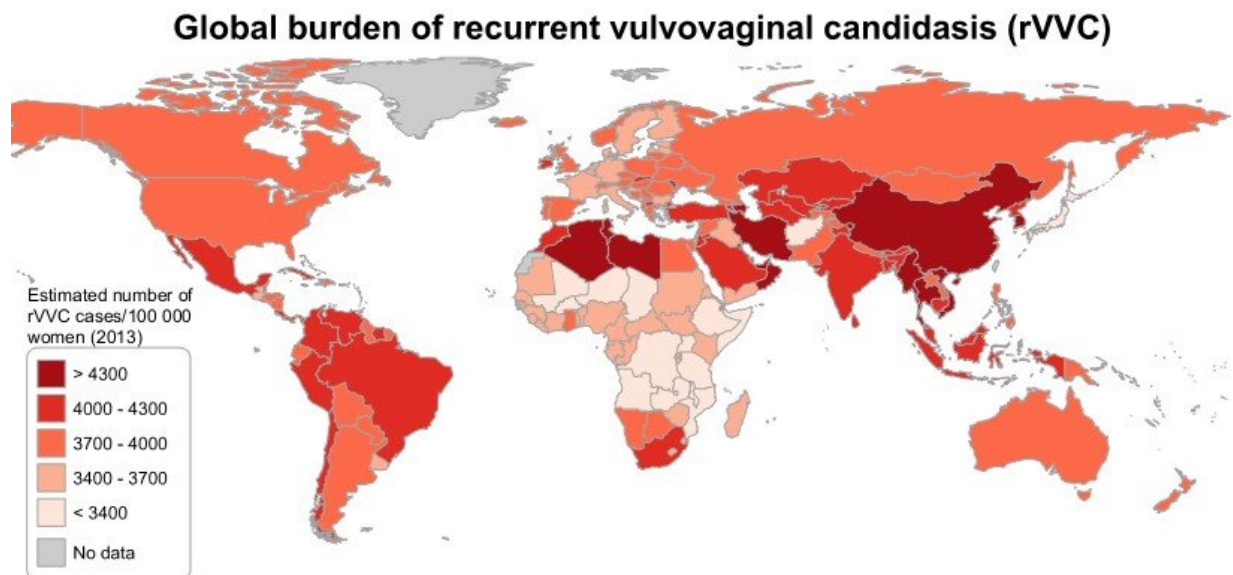 Global burden of recurrent vulvovaginal candidasis (rVVC)
Estimated number of
rVVC cases/100 000
women (2013)
> 4300
4000 - 4300
3700 - 4000
3400 - 3700
< 3400
No data